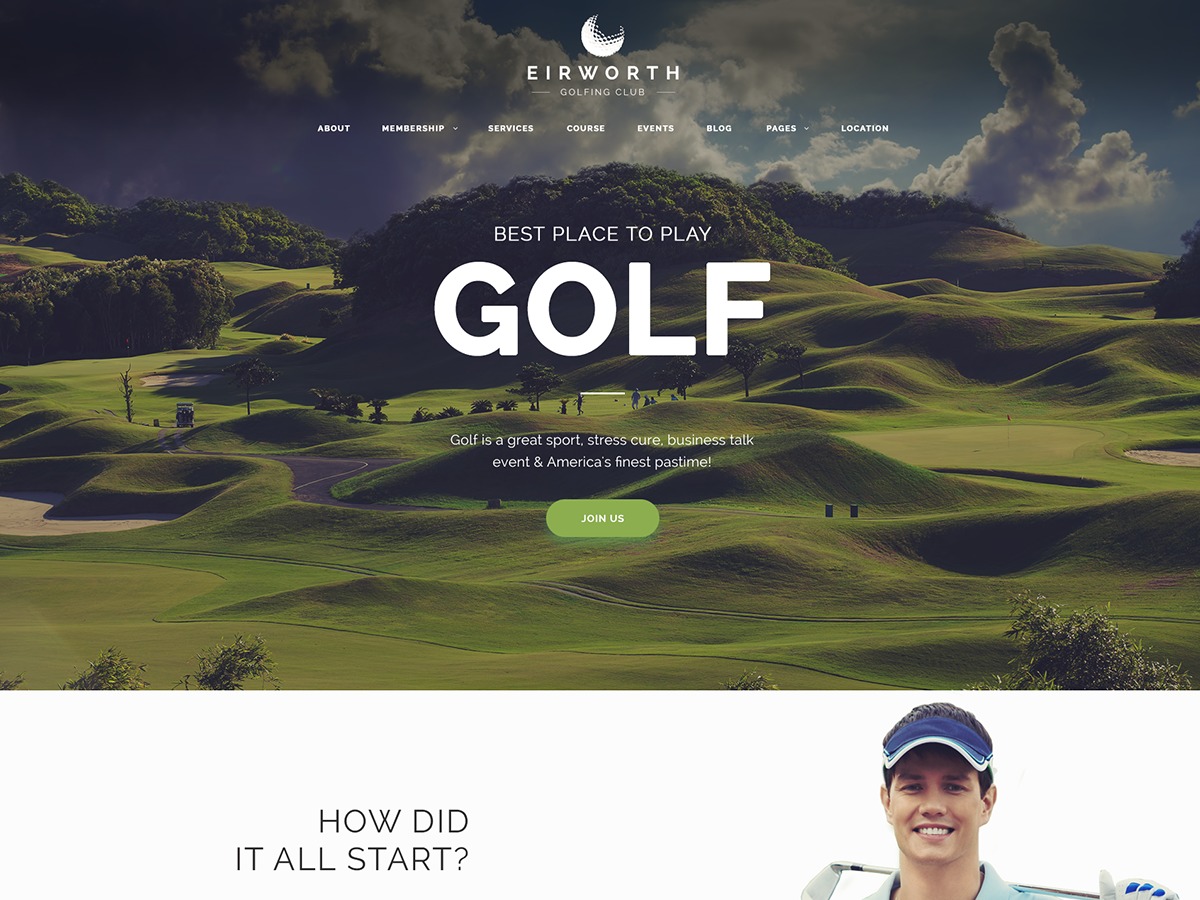 EIRWORTH
GOLFING CLUB
ABOUT MEMBERSHIP SERVICES COURSE EVENTS BLOG PAGES LOCATION
BEST PLACE TO PLAY
GOLF
Golf is a great sport, stress cure, business talk
event & America's finest pastime!
JOIN US
HOW DID
IT ALL START?